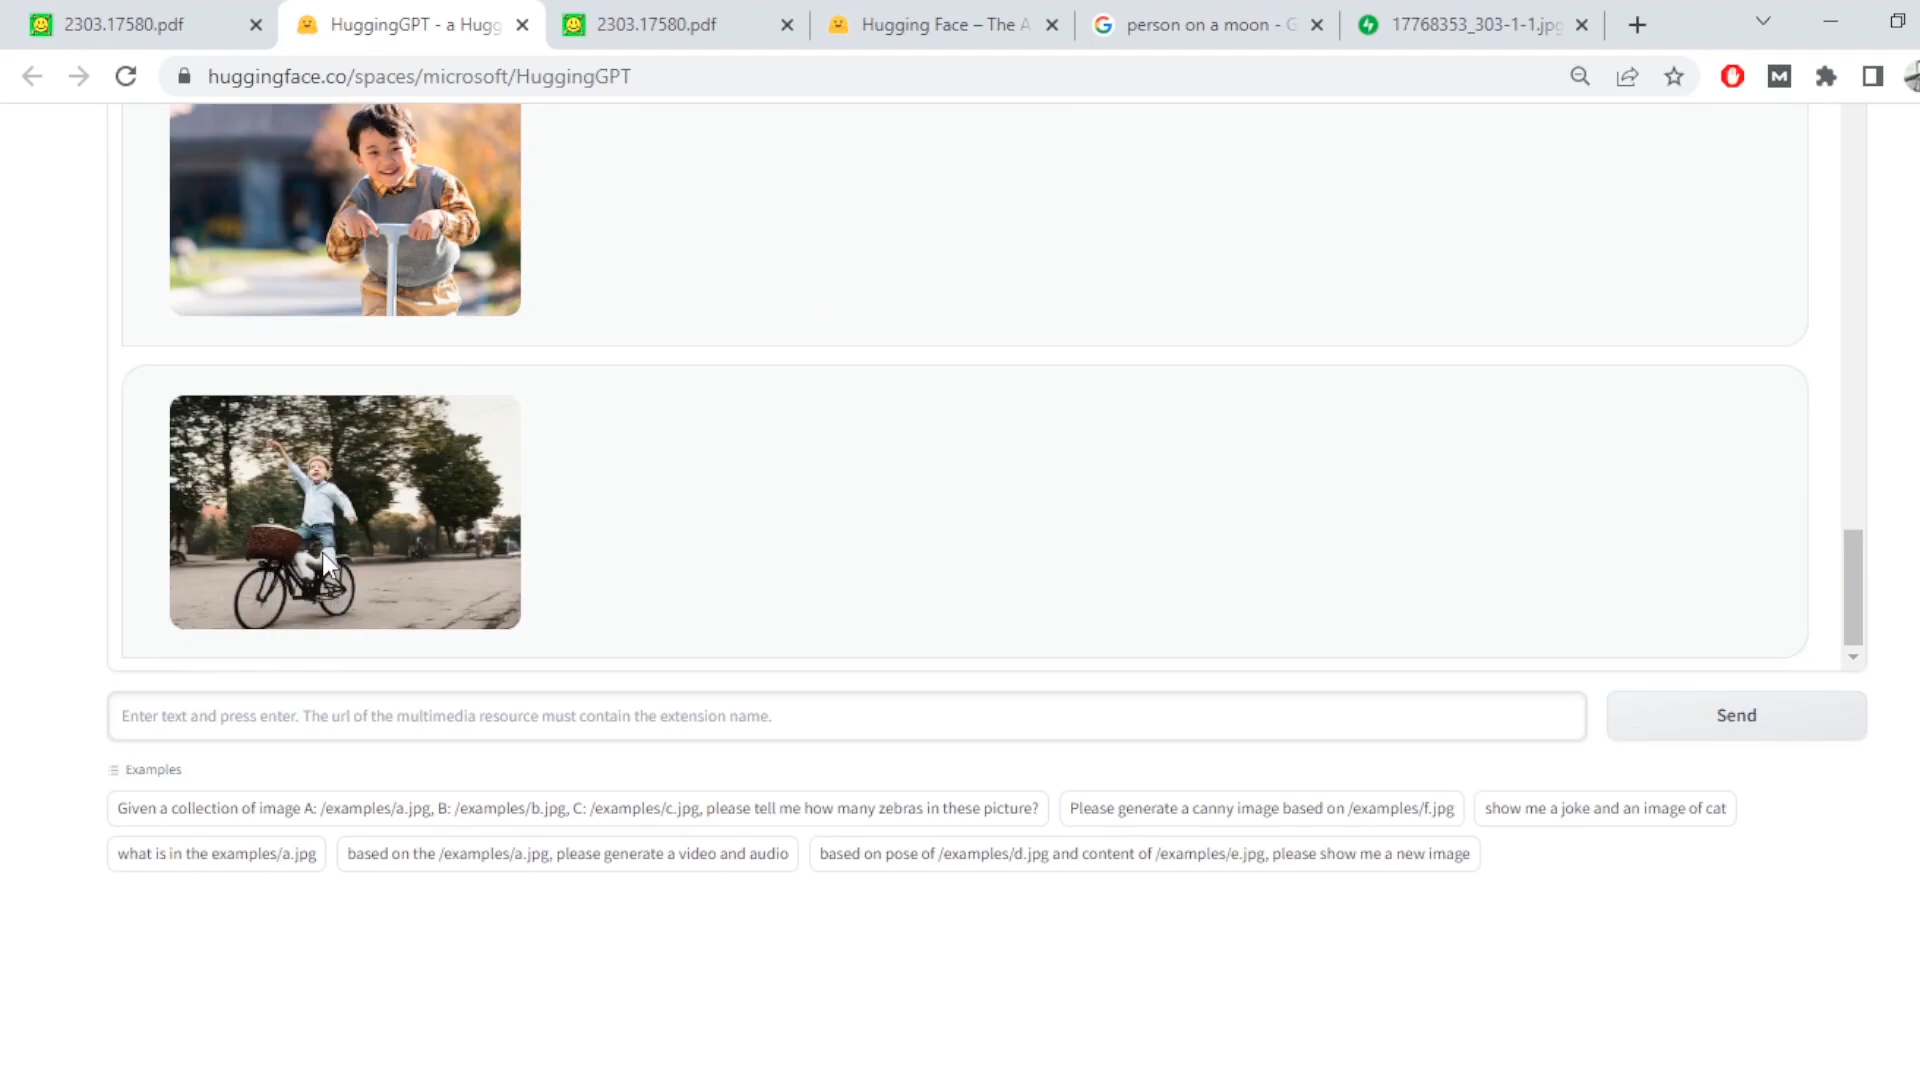 2303.17580.pdf
HuggingGPT - a Hugg
2303.17580.pdf
Hugging Face – The A
person on a moon - G
17768353_303-1-1.jpg
huggingface.co/spaces/microsoft/HuggingGPT
Enter text and press enter. The url of the multimedia resource must contain the extension name.
Send
Examples
Given a collection of image A: /examples/a.jpg, B: /examples/b.jpg, C: /examples/c.jpg, please tell me how many zebras in these picture?
Please generate a canny image based on /examples/f.jpg
show me a joke and an image of cat
what is in the examples/a.jpg
based on the /examples/a.jpg, please generate a video and audio
based on pose of /examples/d.jpg and content of /examples/e.jpg, please show me a new image